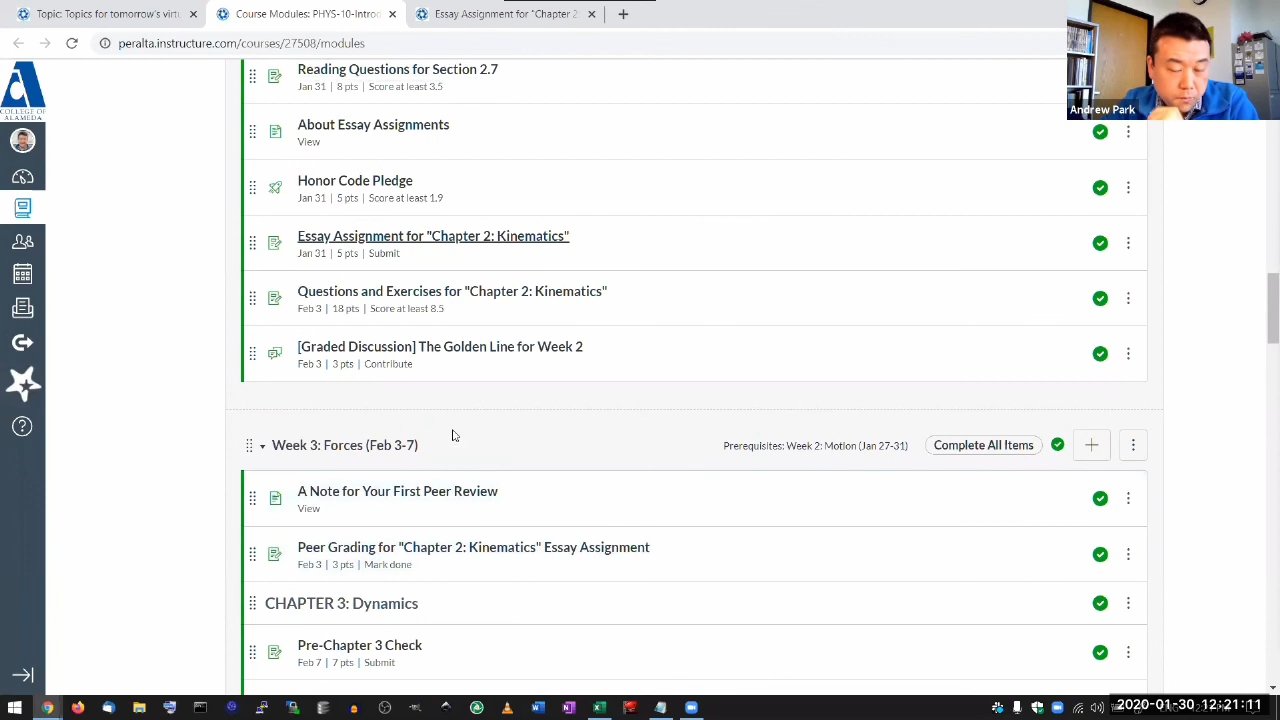 Topic: Topics for tomorrow's virtu
Course Modules: PHYS-10-Introd
Essay Assignment for "Chapter 2:
peralta.instructure.com/courses/27508/modules
Andrew Park
COLLEGE OF
ALAMEDA
Reading Questions for Section 2.7
Jan 31 | 8 pts | Score at least 3.5
About Essay Assignments
View
Honor Code Pledge
Jan 31 | 5 pts | Score at least 1.9
Essay Assignment for "Chapter 2: Kinematics"
Jan 31 | 5 pts | Submit
Questions and Exercises for "Chapter 2: Kinematics"
Feb 3 | 18 pts | Score at least 8.5
[Graded Discussion] The Golden Line for Week 2
Feb 3 | 3 pts | Contribute
Week 3: Forces (Feb 3-7)
Prerequisites: Week 2: Motion (Jan 27-31)
Complete All Items
A Note for Your First Peer Review
View
Peer Grading for "Chapter 2: Kinematics" Essay Assignment
Feb 3 | 3 pts | Mark done
CHAPTER 3: Dynamics
Pre-Chapter 3 Check
Feb 7 | 7 pts | Submit
2020-01-30 12:21:11